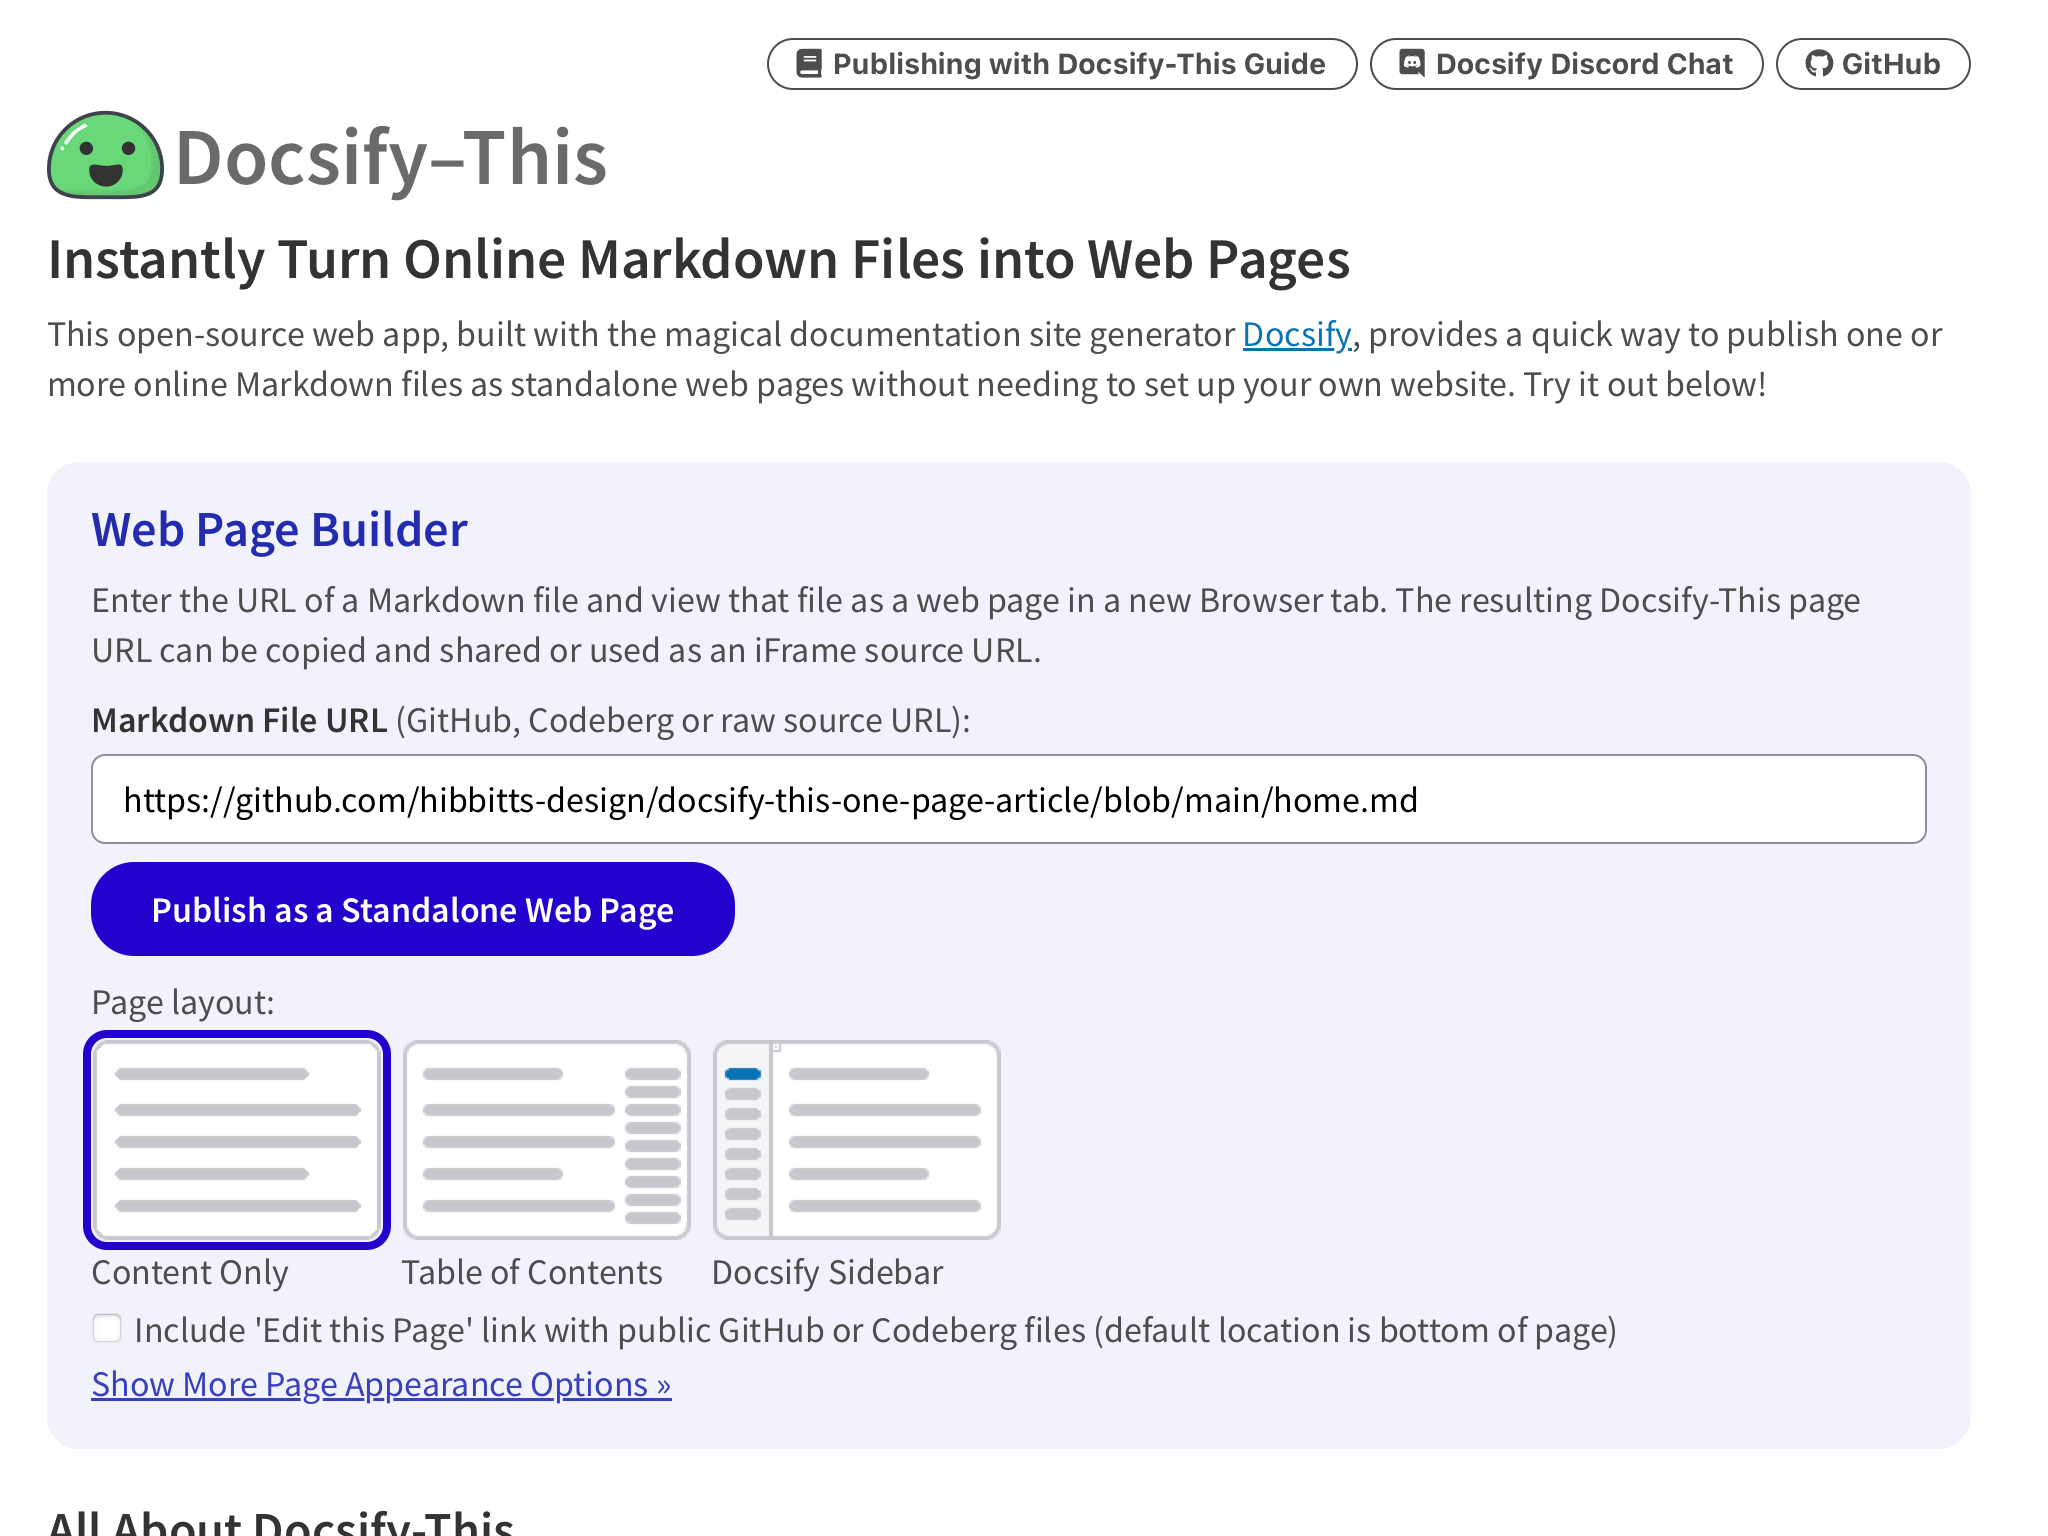 Publishing with Docsify-This Guide
Docsify Discord Chat
GitHub
Docsify–This
Instantly Turn Online Markdown Files into Web Pages
This open-source web app, built with the magical documentation site generator Docsify, provides a quick way to publish one or
more online Markdown files as standalone web pages without needing to set up your own website. Try it out below!
Web Page Builder
Enter the URL of a Markdown file and view that file as a web page in a new Browser tab. The resulting Docsify-This page
URL can be copied and shared or used as an iFrame source URL.
Markdown File URL (GitHub, Codeberg or raw source URL):
https://github.com/hibbitts-design/docsify-this-one-page-article/blob/main/home.md
Publish as a Standalone Web Page
Page layout:
Content Only
Table of Contents
Docsify Sidebar
Include 'Edit this Page' link with public GitHub or Codeberg files (default location is bottom of page)
Show More Page Appearance Options »
All About Docsify-This